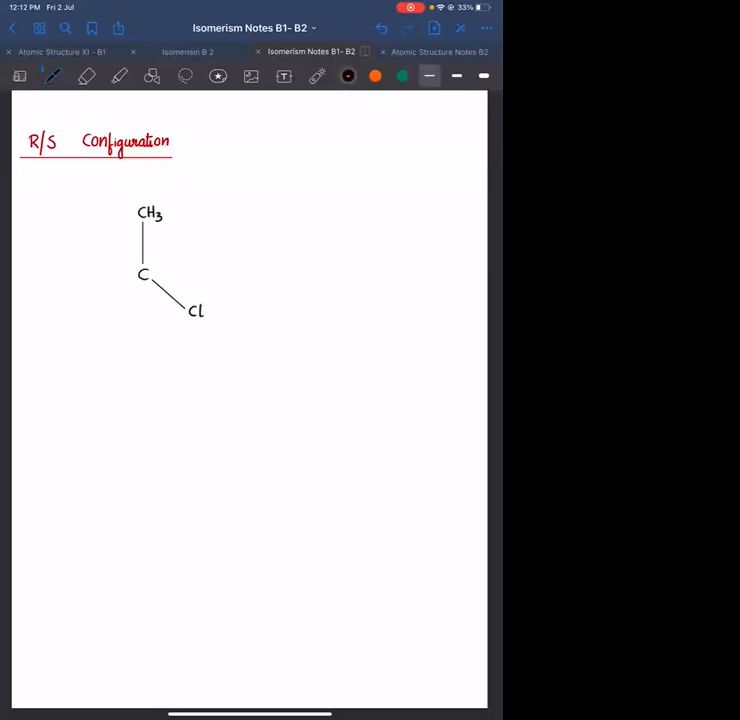 12:12 PM Fri 2 Jul 33%
Isomerism Notes B1- B2
Atomic Structure XI - B1 Isomerism B 2 Isomerism Notes B1- B2 Atomic Structure Notes B2
R/S Configuration
CH3
C
Cl